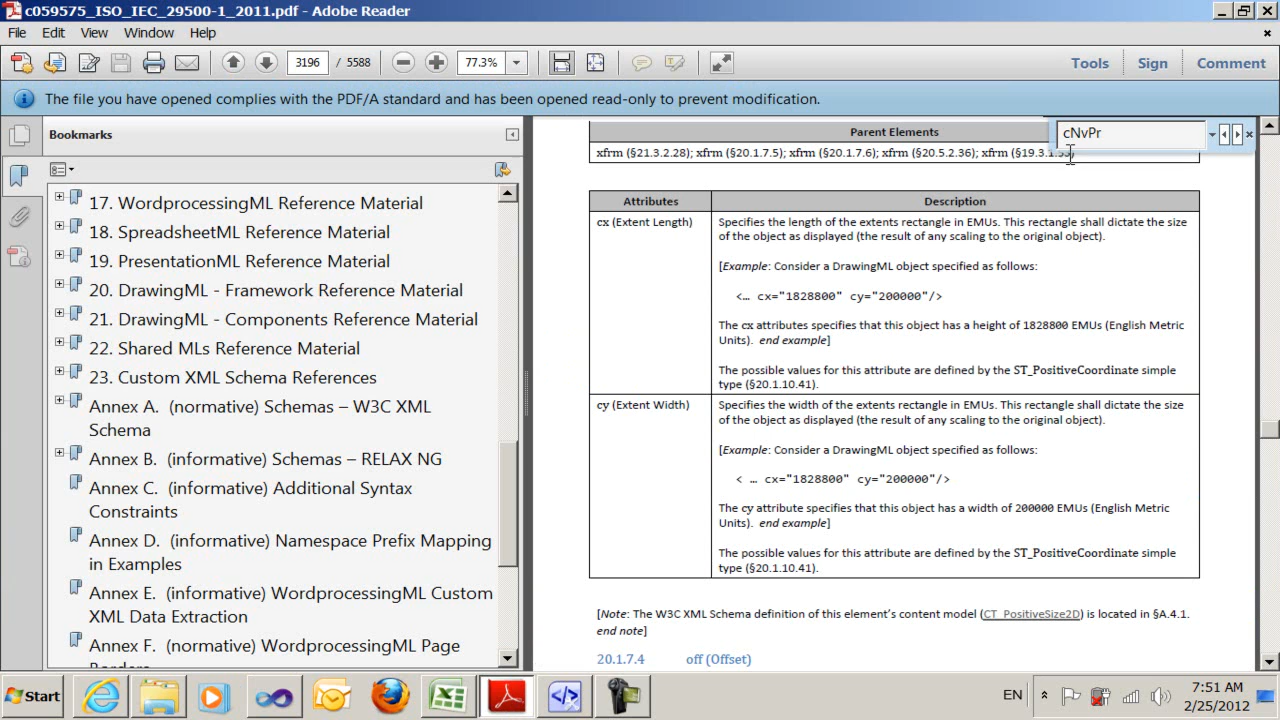 c059575_ISO_IEC_29500-1_2011.pdf - Adobe Reader
File Edit View Window Help
3196 / 5588 77.3% Tools Sign Comment
The file you have opened complies with the PDF/A standard and has been opened read-only to prevent modification.
Bookmarks
17. WordprocessingML Reference Material
18. SpreadsheetML Reference Material
19. PresentationML Reference Material
20. DrawingML - Framework Reference Material
21. DrawingML - Components Reference Material
22. Shared MLs Reference Material
23. Custom XML Schema References
Annex A. (normative) Schemas – W3C XML
Schema
Annex B. (informative) Schemas – RELAX NG
Annex C. (informative) Additional Syntax
Constraints
Annex D. (informative) Namespace Prefix Mapping
in Examples
Annex E. (informative) WordprocessingML Custom
XML Data Extraction
Annex F. (normative) WordprocessingML Page
Borders
cNvPr
Parent Elements
xfrm (§21.3.2.28); xfrm (§20.1.7.5); xfrm (§20.1.7.6); xfrm (§20.5.2.36); xfrm
Attributes Description
cx (Extent Length) Specifies the length of the extents rectangle in EMUs. This rectangle shall dictate the size
of the object as displayed (the result of any scaling to the original object).
[Example: Consider a DrawingML object specified as follows:
<… cx="1828800" cy="200000"/>
The cx attributes specifies that this object has a height of 1828800 EMUs (English Metric
Units). end example]
The possible values for this attribute are defined by the ST_PositiveCoordinate simple
type (§20.1.10.41).
cy (Extent Width) Specifies the width of the extents rectangle in EMUs. This rectangle shall dictate the size
of the object as displayed (the result of any scaling to the original object).
[Example: Consider a DrawingML object specified as follows:
< … cx="1828800" cy="200000"/>
The cy attribute specifies that this object has a width of 200000 EMUs (English Metric
Units). end example]
The possible values for this attribute are defined by the ST_PositiveCoordinate simple
type (§20.1.10.41).
[Note: The W3C XML Schema definition of this element's content model (CT_PositiveSize2D) is located in §A.4.1.
end note]
20.1.7.4 off (Offset)
Start EN 7:51 AM
2/25/2012